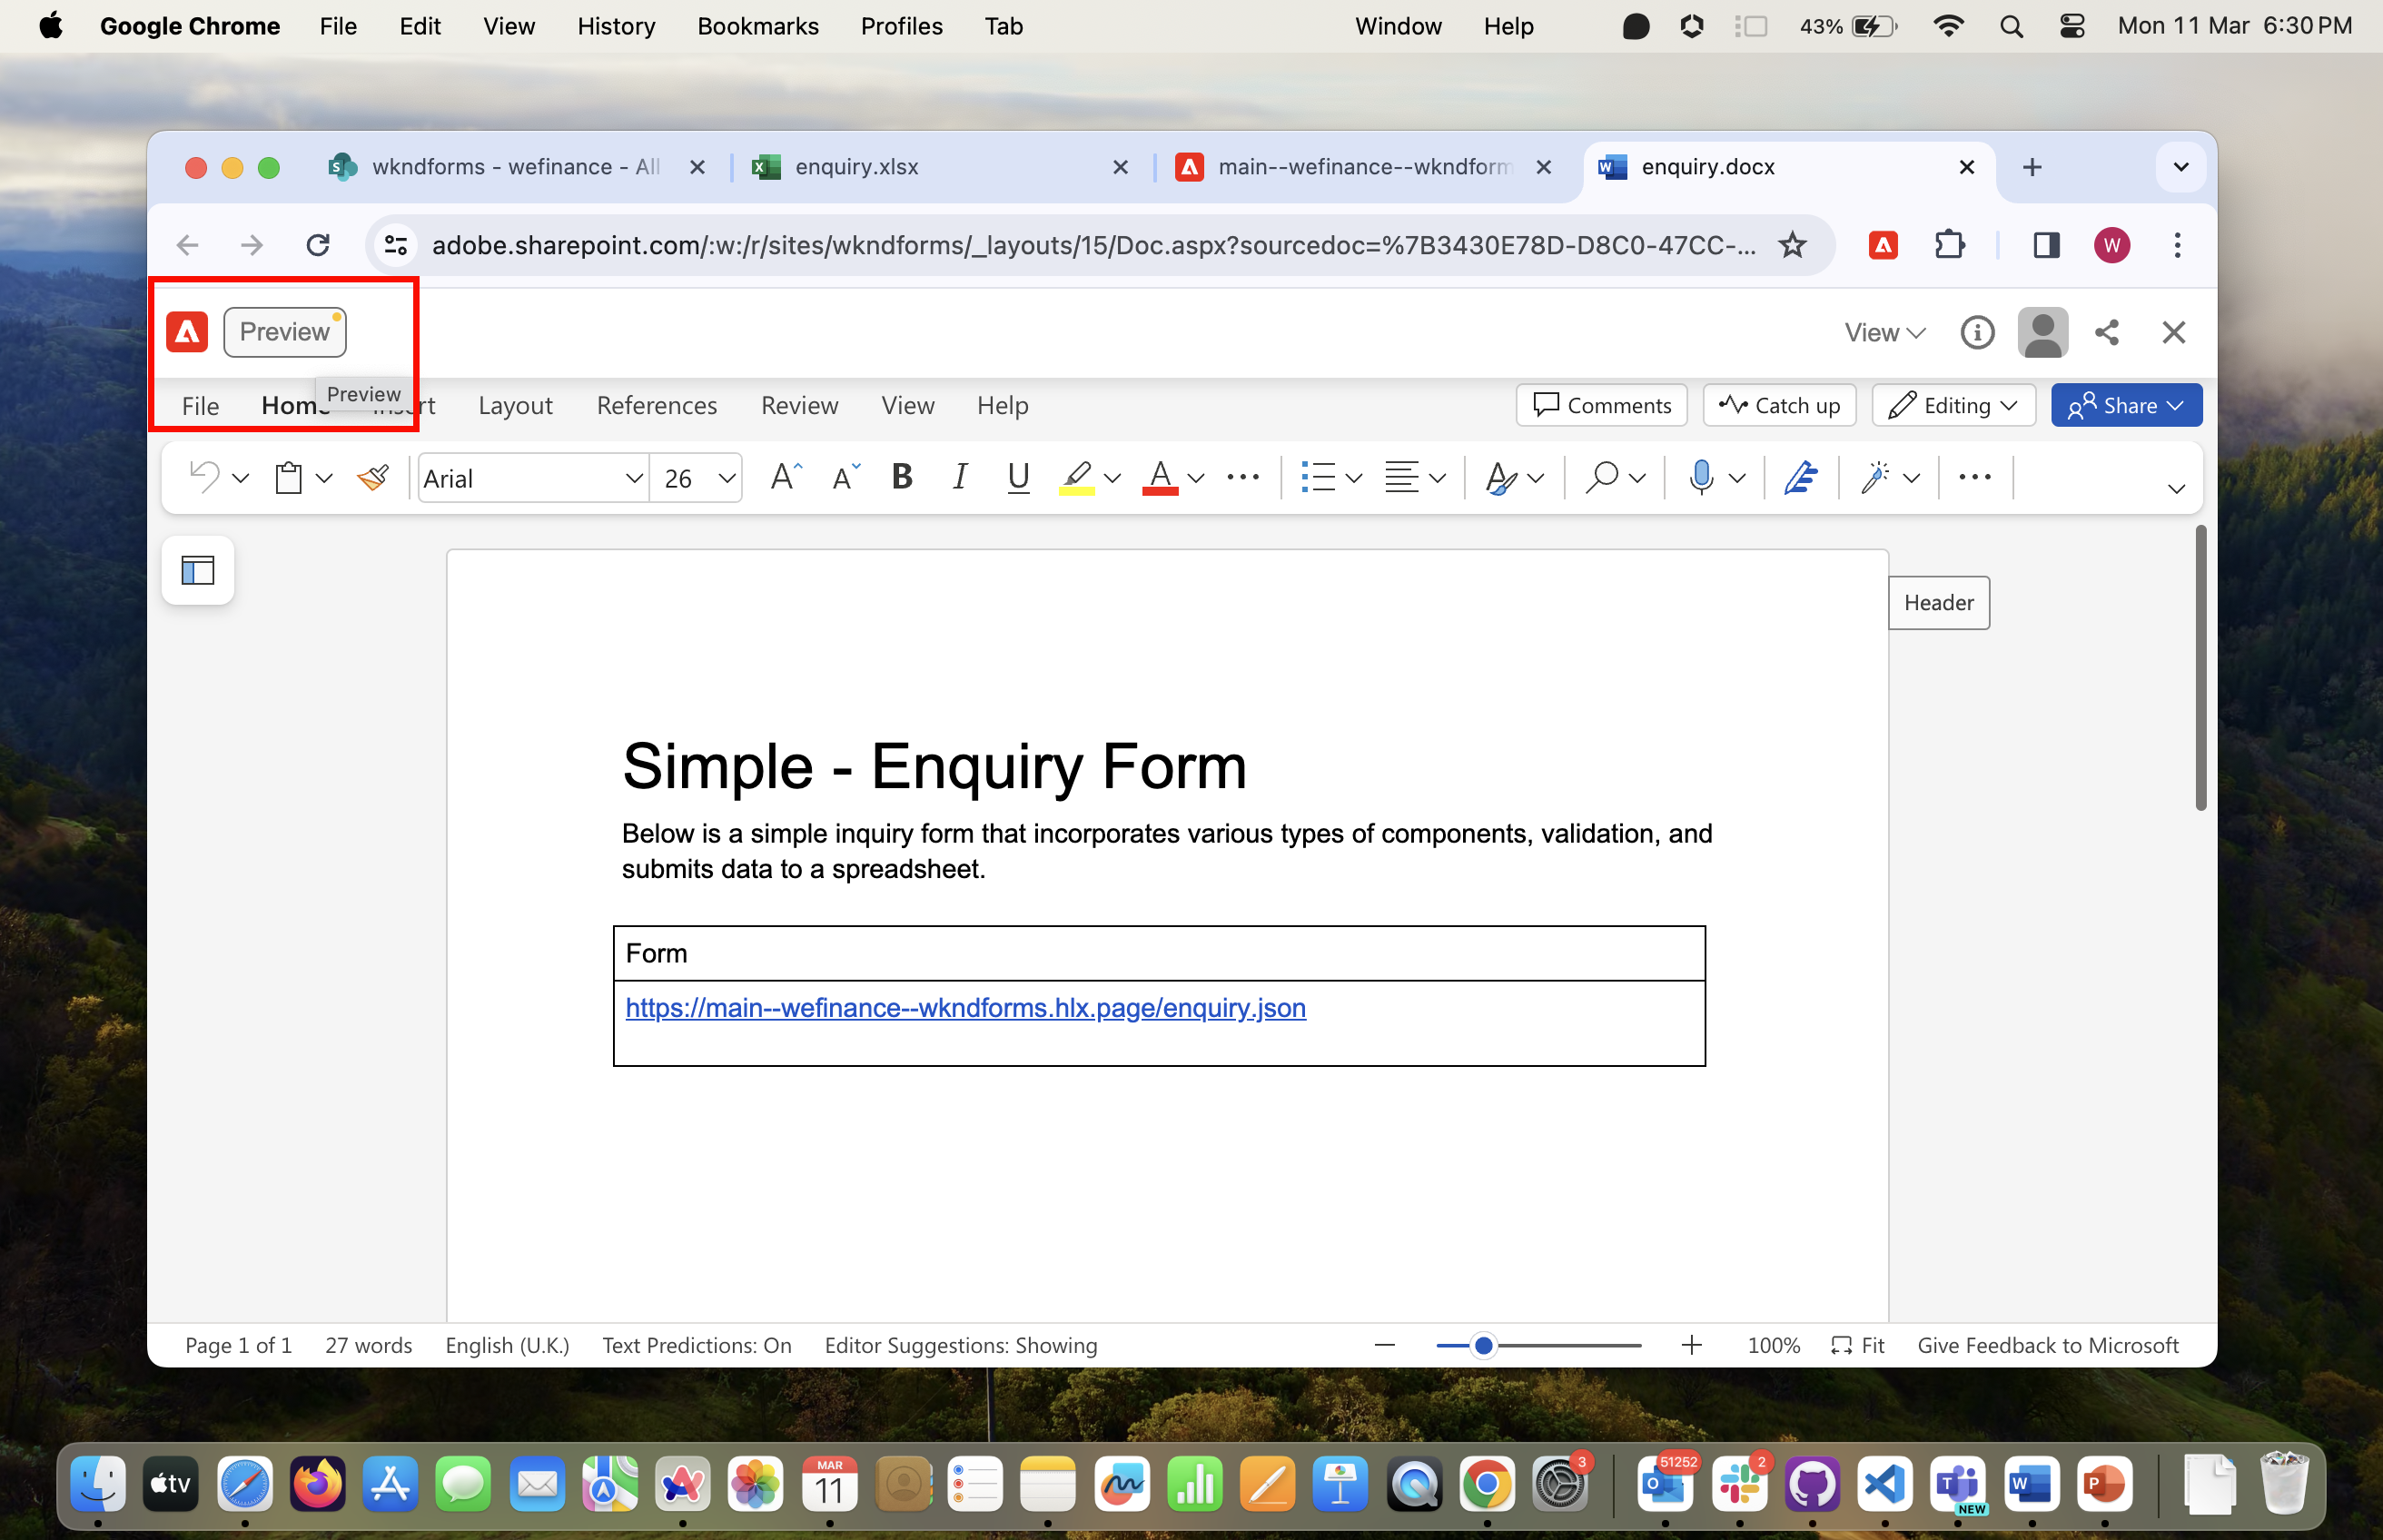 Google Chrome File Edit View History Bookmarks Profiles Tab Window Help 43% Mon 11 Mar 6:30 PM
wkndforms - wefinance - All enquiry.xlsx main--wefinance--wkndform enquiry.docx
adobe.sharepoint.com/:w:/r/sites/wkndforms/_layouts/15/Doc.aspx?sourcedoc=%7B3430E78D-D8C0-47CC-... W
Preview View
Preview
File Home Insert Layout References Review View Help Comments Catch up Editing Share
Arial 26 A A B I U A
Header
Simple - Enquiry Form
Below is a simple inquiry form that incorporates various types of components, validation, and
submits data to a spreadsheet.
Form
https://main--wefinance--wkndforms.hlx.page/enquiry.json
Page 1 of 1 27 words English (U.K.) Text Predictions: On Editor Suggestions: Showing 100% Fit Give Feedback to Microsoft
tv MAR 11 3 51252 2 NEW